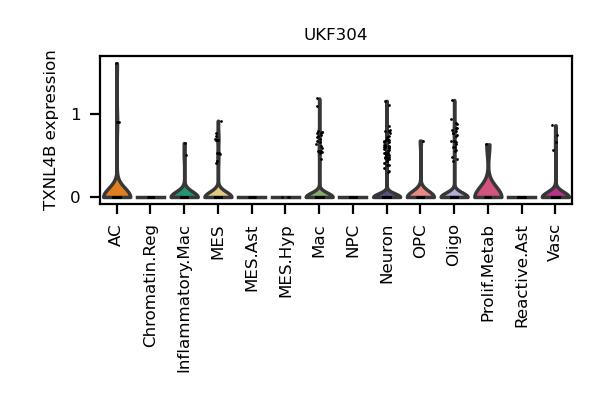 UKF304
TXNL4B expression
1
0
AC
Chromatin.Reg
Inflammatory.Mac
MES
MES.Ast
MES.Hyp
Mac
NPC
Neuron
OPC
Oligo
Prolif.Metab
Reactive.Ast
Vasc